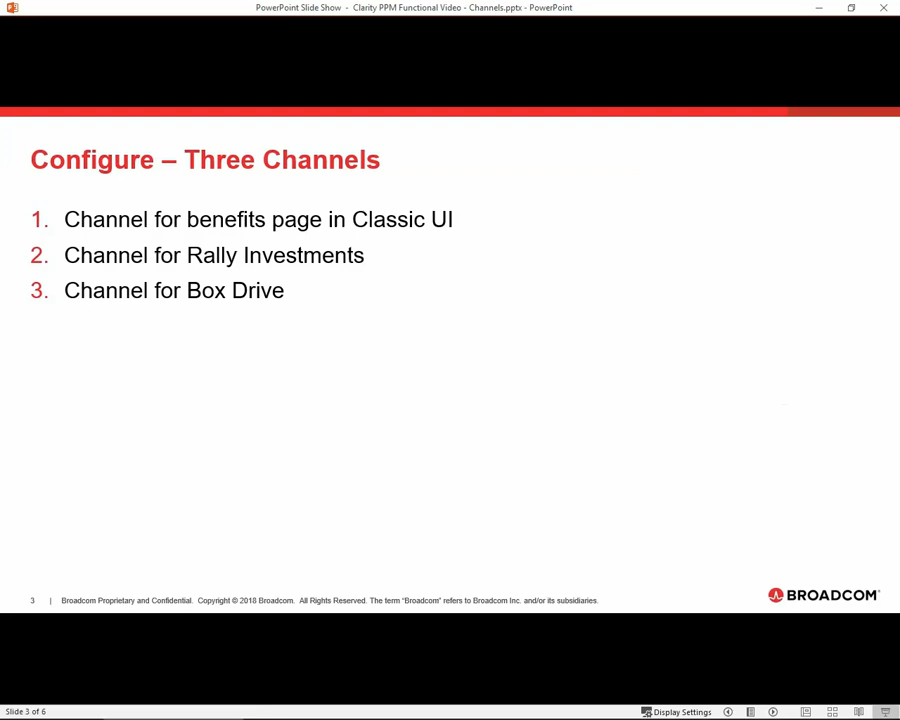 PowerPoint Slide Show - Clarity PPM Functional Video - Channels.pptx - PowerPoint
Configure – Three Channels
1. Channel for benefits page in Classic UI
2. Channel for Rally Investments
3. Channel for Box Drive
3 | Broadcom Proprietary and Confidential. Copyright © 2018 Broadcom. All Rights Reserved. The term “Broadcom” refers to Broadcom Inc. and/or its subsidiaries.
BROADCOM®
Slide 3 of 6
Display Settings